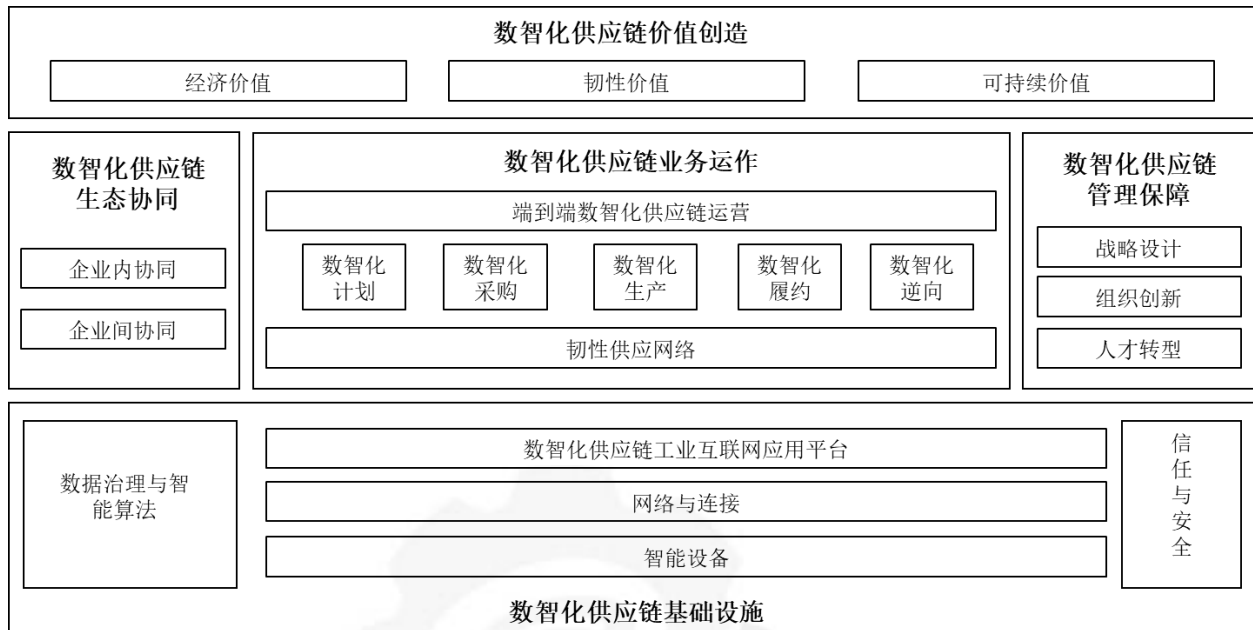 数智化供应链价值创造
经济价值
韧性价值
可持续价值
数智化供应链
生态协同
企业内协同
企业间协同
数智化供应链业务运作
端到端数智化供应链运营
数智化
计划
数智化
采购
数智化
生产
数智化
履约
数智化
逆向
韧性供应网络
数智化供应链
管理保障
战略设计
组织创新
人才转型
数据治理与智
能算法
数智化供应链工业互联网应用平台
网络与连接
智能设备
信任与安全
数智化供应链基础设施